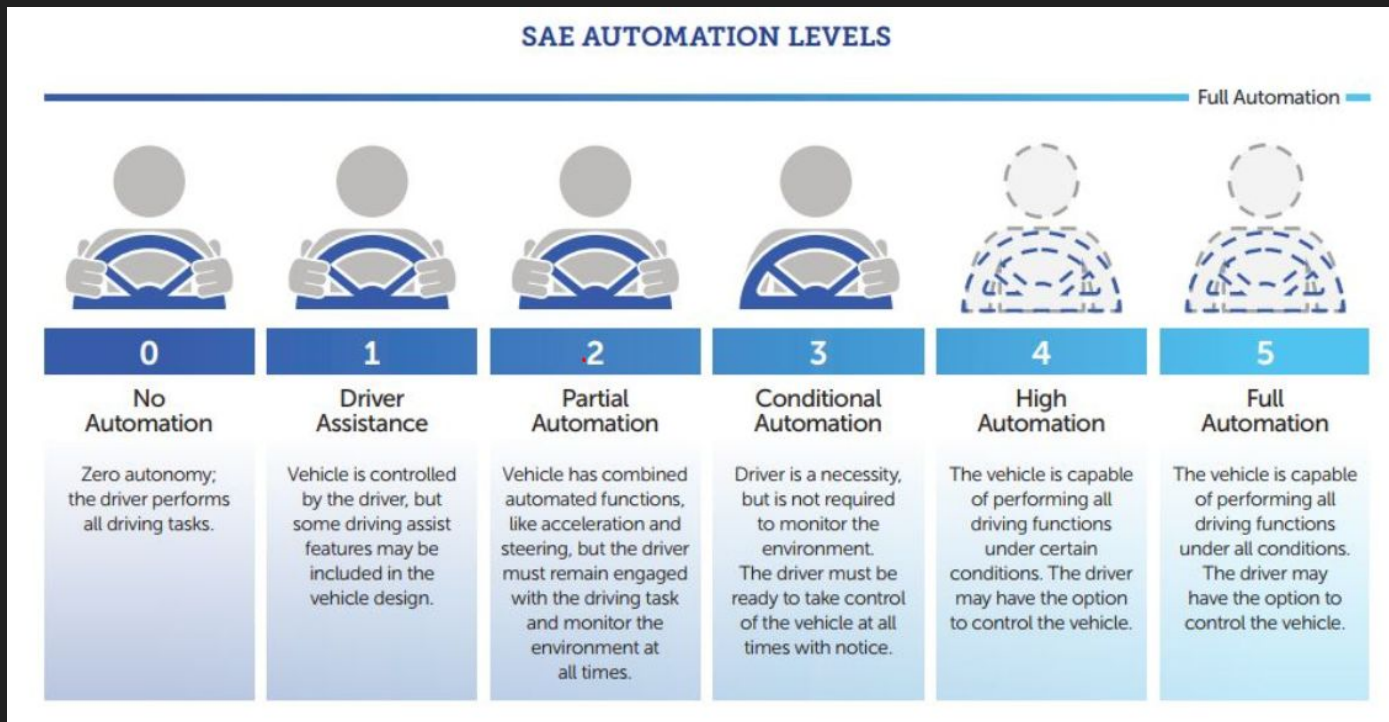 SAE AUTOMATION LEVELS
Full Automation
0
No
Automation
Zero autonomy;
the driver performs
all driving tasks.
1
Driver
Assistance
Vehicle is controlled
by the driver, but
some driving assist
features may be
included in the
vehicle design.
2
Partial
Automation
Vehicle has combined
automated functions,
like acceleration and
steering, but the driver
must remain engaged
with the driving task
and monitor the
environment at
all times.
3
Conditional
Automation
Driver is a necessity,
but is not required
to monitor the
environment.
The driver must be
ready to take control
of the vehicle at all
times with notice.
4
High
Automation
The vehicle is capable
of performing all
driving functions
under certain
conditions. The driver
may have the option
to control the vehicle.
5
Full
Automation
The vehicle is capable
of performing all
driving functions
under all conditions.
The driver may
have the option to
control the vehicle.